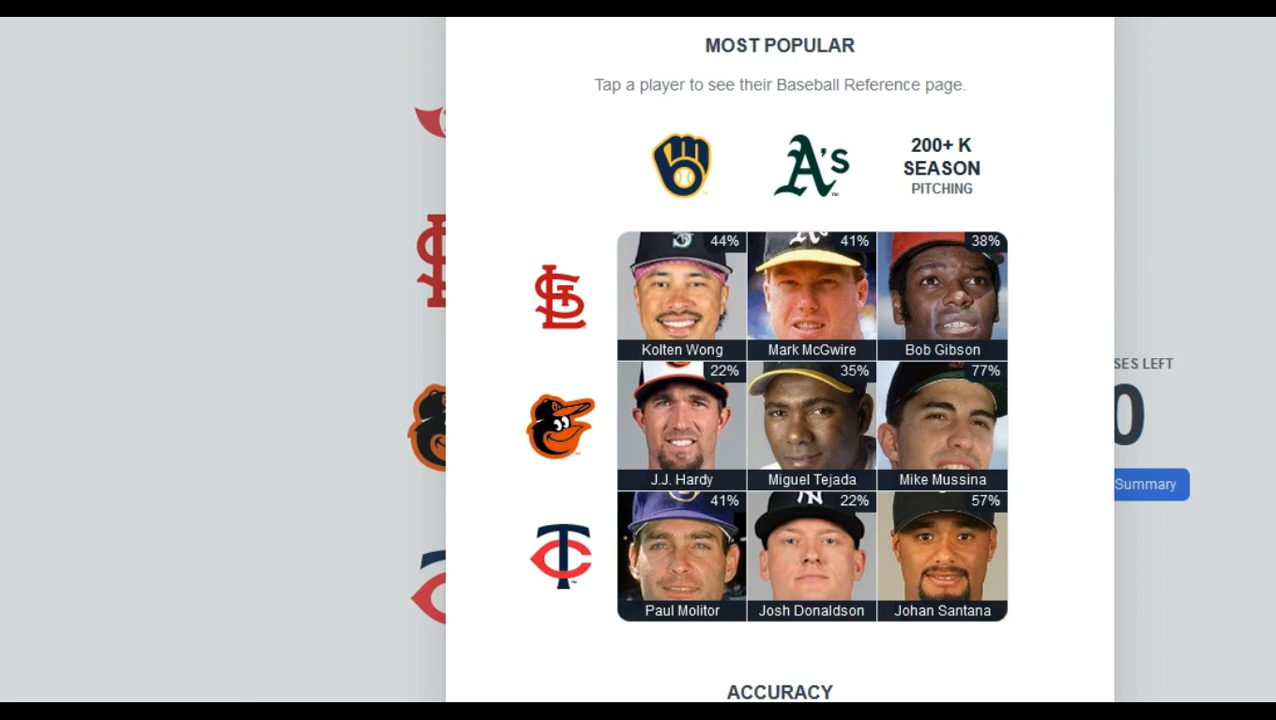 MOST POPULAR
Tap a player to see their Baseball Reference page.
A's
200+ K
SEASON
PITCHING
44%
41%
38%
Kolten Wong
Mark McGwire
Bob Gibson
22%
35%
77%
SES LEFT
0
J.J. Hardy
Miguel Tejada
Mike Mussina
Summary
41%
22%
57%
Paul Molitor
Josh Donaldson
Johan Santana
ACCURACY